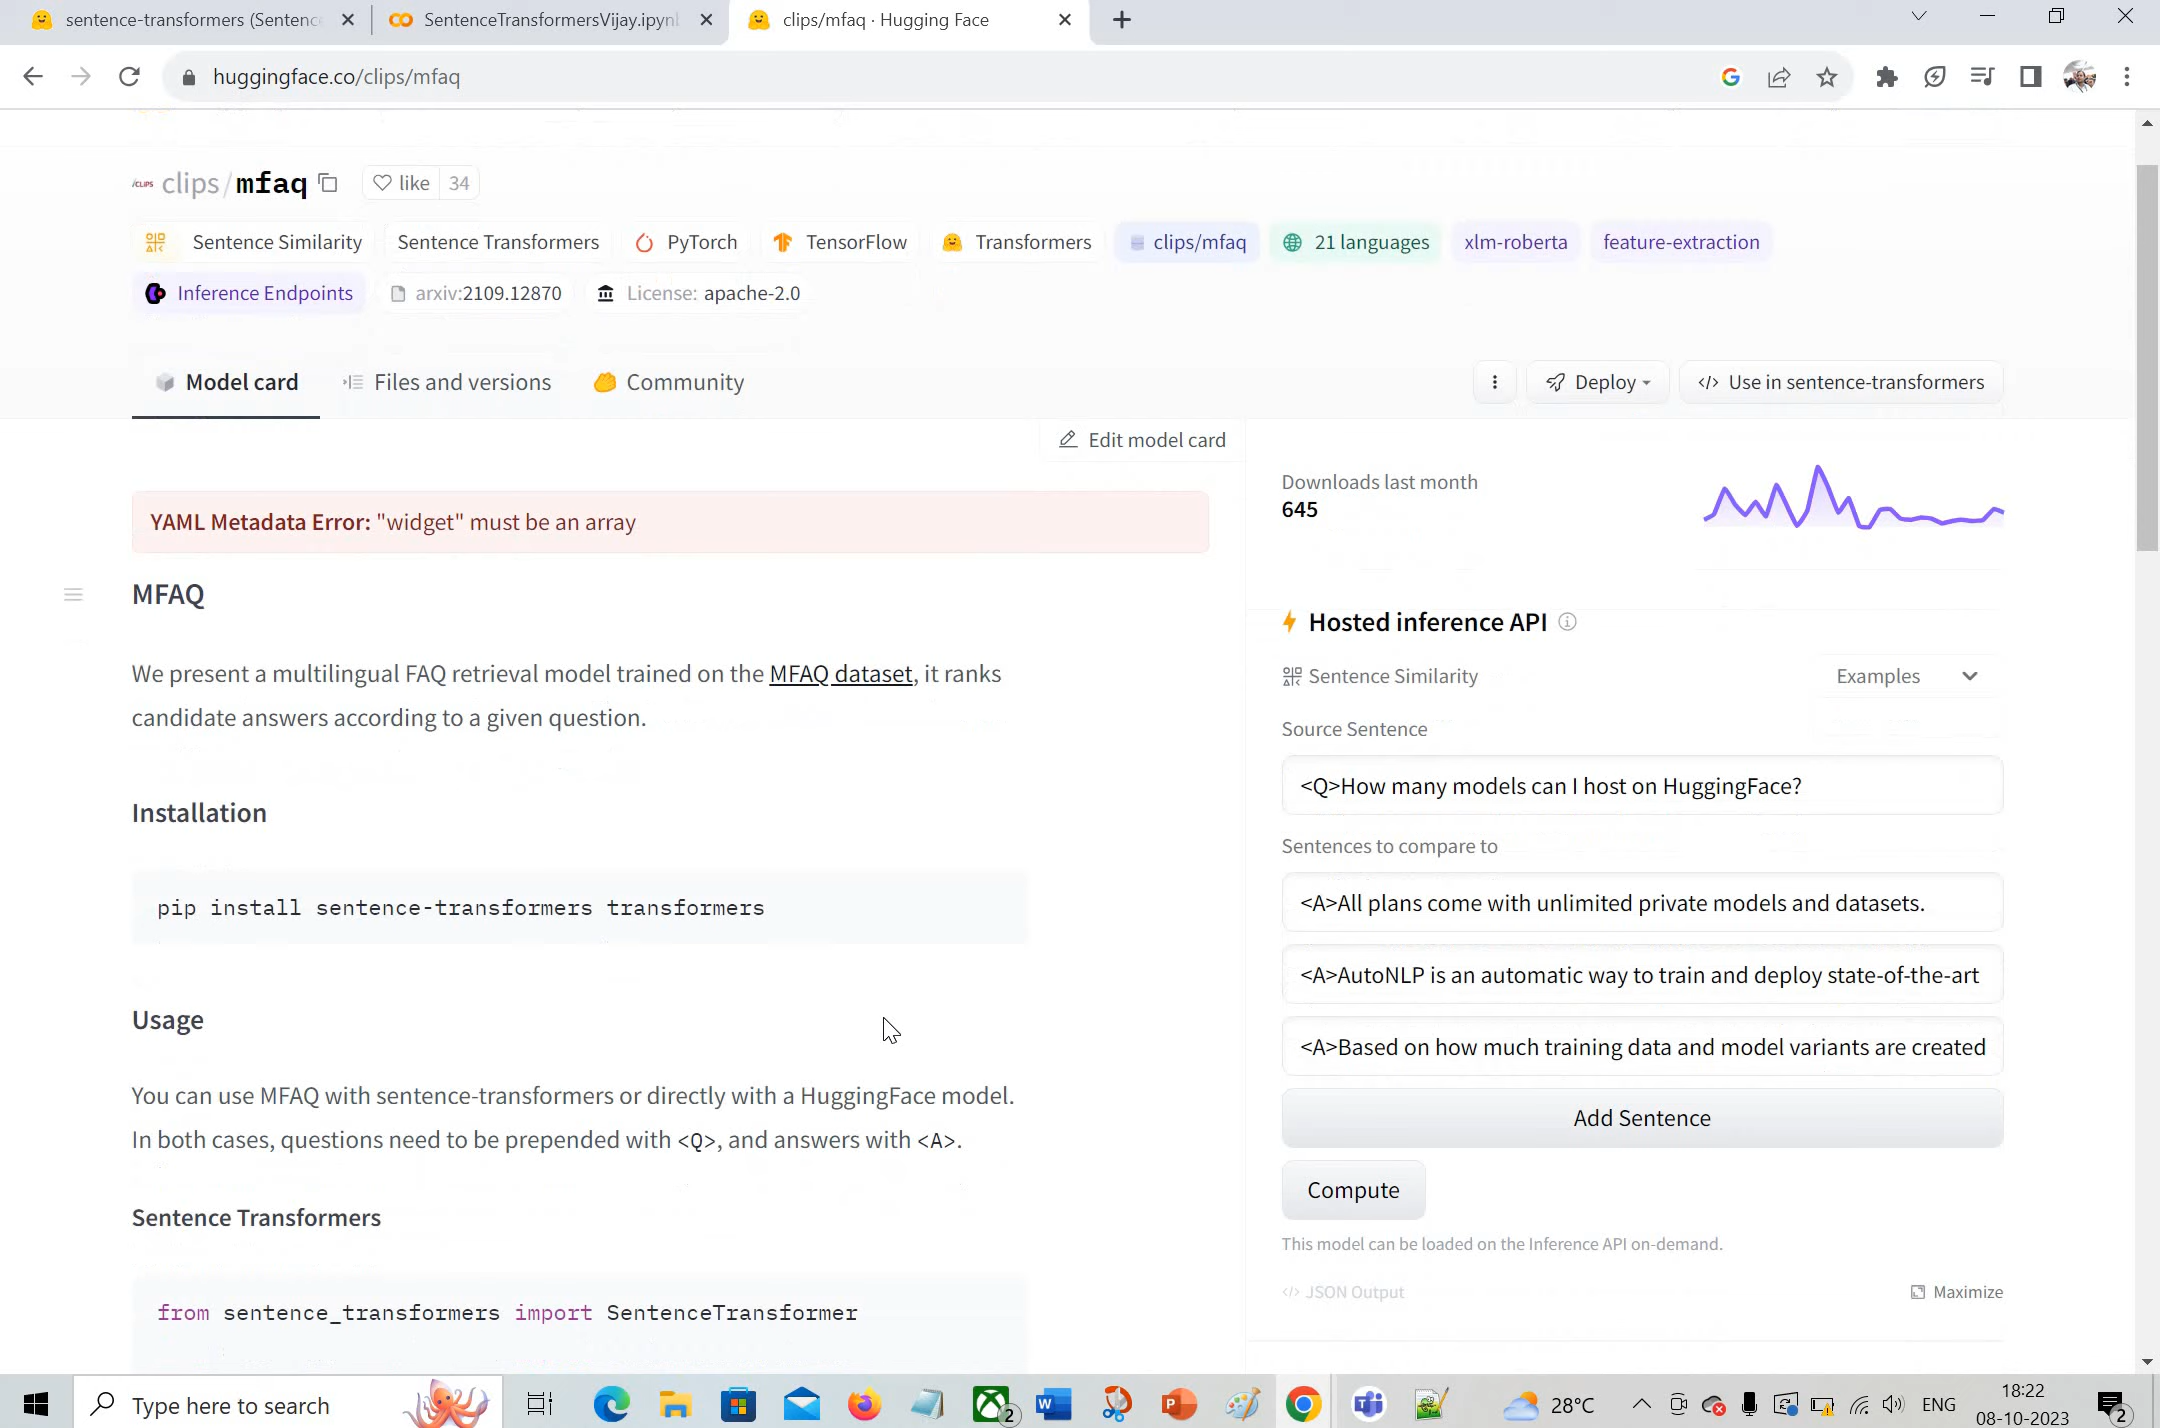 sentence-transformers (Sentence
SentenceTransformersVijay.ipynb
clips/mfaq · Hugging Face
huggingface.co/clips/mfaq
CLIPS clips/mfaq
like 34
Sentence Similarity Sentence Transformers PyTorch TensorFlow Transformers clips/mfaq 21 languages xlm-roberta feature-extraction
Inference Endpoints arxiv:2109.12870 License: apache-2.0
Model card Files and versions Community
Deploy </> Use in sentence-transformers
Edit model card
YAML Metadata Error: "widget" must be an array
MFAQ
We present a multilingual FAQ retrieval model trained on the MFAQ dataset, it ranks
candidate answers according to a given question.
Installation
pip install sentence-transformers transformers
Usage
You can use MFAQ with sentence-transformers or directly with a HuggingFace model.
In both cases, questions need to be prepended with <Q>, and answers with <A>.
Sentence Transformers
from sentence_transformers import SentenceTransformer
Downloads last month
645
Hosted inference API
Sentence Similarity
Examples
Source Sentence
<Q>How many models can I host on HuggingFace?
Sentences to compare to
<A>All plans come with unlimited private models and datasets.
<A>AutoNLP is an automatic way to train and deploy state-of-the-art
<A>Based on how much training data and model variants are created
Add Sentence
Compute
This model can be loaded on the Inference API on-demand.
</> JSON Output
Maximize
Type here to search
2
28°C
ENG
18:22
08-10-2023
2